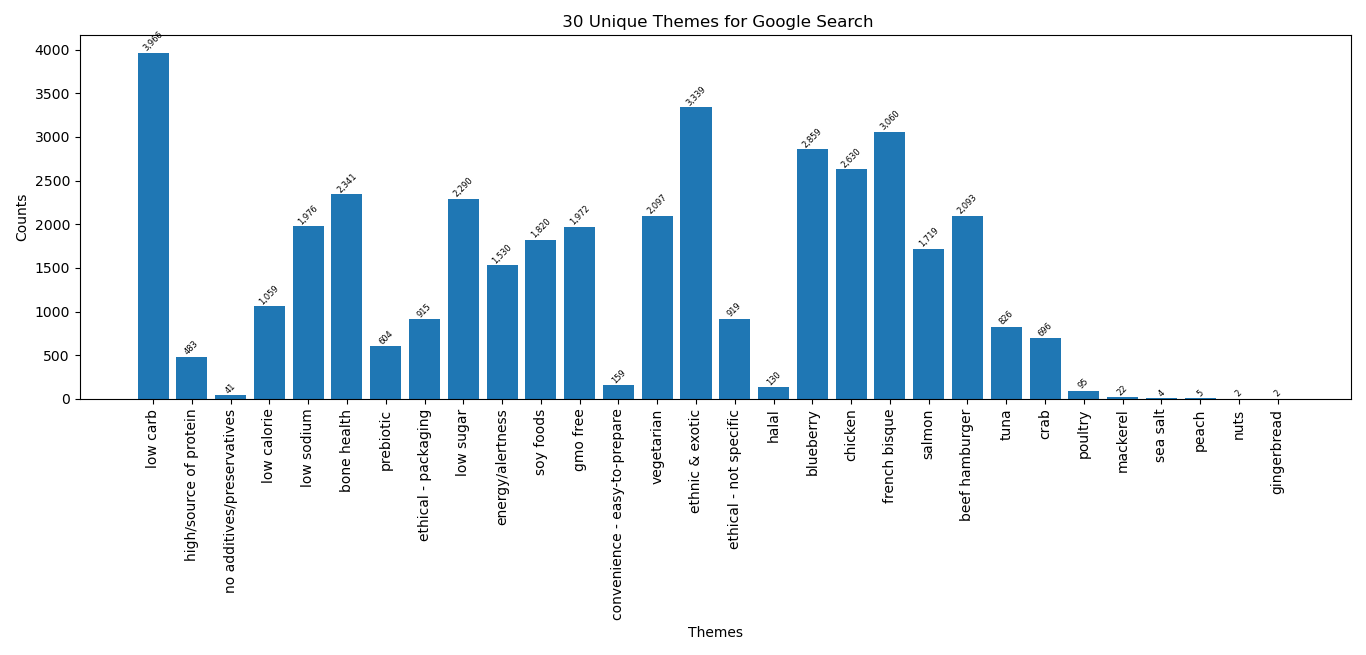 30 Unique Themes for Google Search
Counts
4000
3500
3000
2500
2000
1500
1000
500
0
3,966
483
41
1,059
1,976
2,341
604
915
2,290
1,530
1,820
1,972
159
2,097
3,339
919
130
2,859
2,630
3,060
1,719
2,093
826
696
95
22
4
5
2
2
low carb
high/source of protein
no additives/preservatives
low calorie
low sodium
bone health
prebiotic
ethical - packaging
low sugar
energy/alertness
soy foods
gmo free
convenience - easy-to-prepare
vegetarian
ethnic & exotic
ethical - not specific
halal
blueberry
chicken
french bisque
salmon
beef hamburger
tuna
crab
poultry
mackerel
sea salt
peach
nuts
gingerbread
Themes